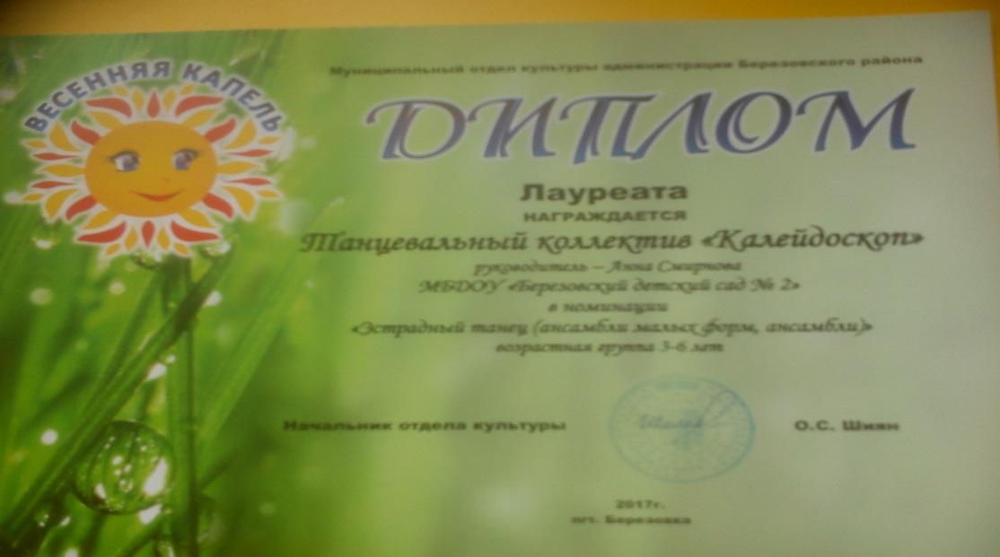 ВЕСЕННЯЯ КАПЕЛЬ
Муниципальный отдел культуры администрации Березовского района
ДИПЛОМ
Лауреата
НАГРАЖДАЕТСЯ
Танцевальный коллектив «Калейдоскоп»
руководитель – Анна Смирнова
МБДОУ «Березовский детский сад № 2»
в номинации
«Эстрадный танец (ансамбли малых форм, ансамбли)»
возрастная группа 3-6 лет
Начальник отдела культуры
О.С. Шиян
2017г.
пгт. Березовка